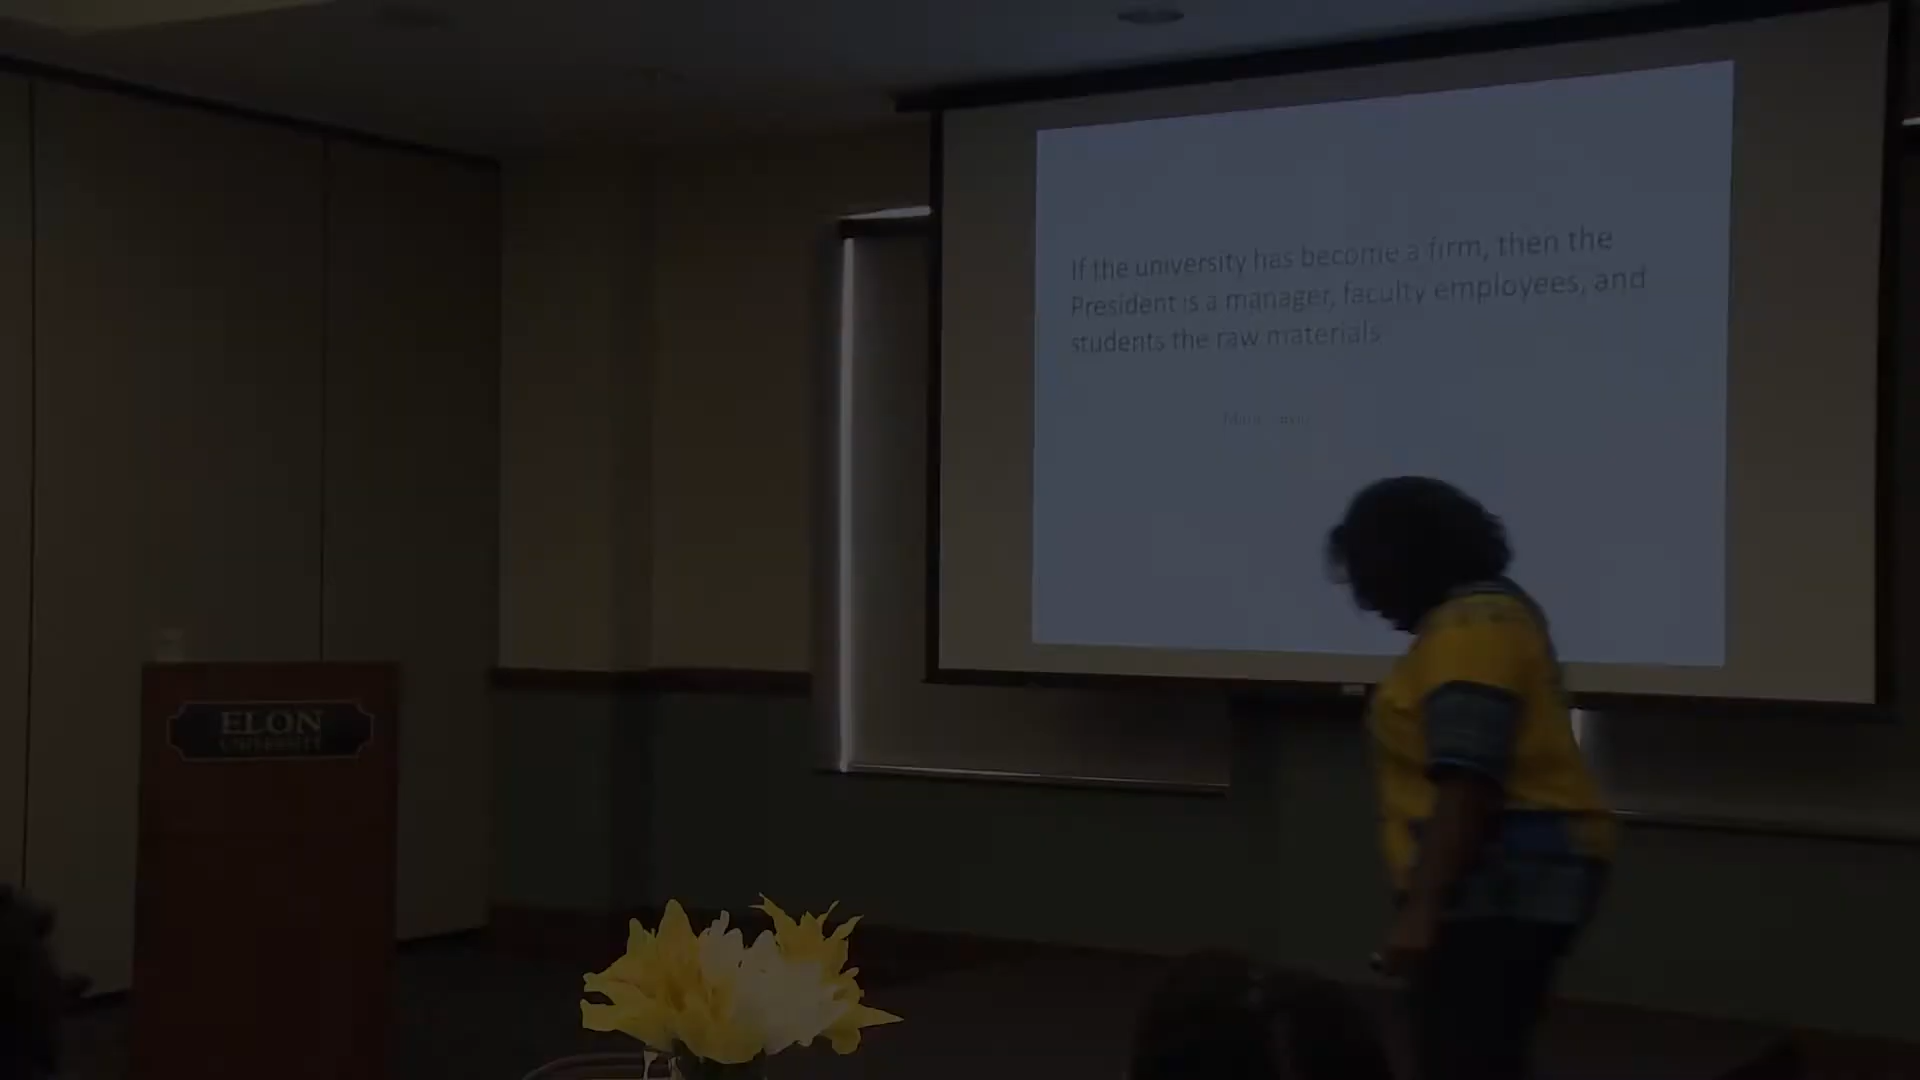 If the university has become a firm, then the
President is a manager, faculty employees, and
students the raw materials
ELON
UNIVERSITY